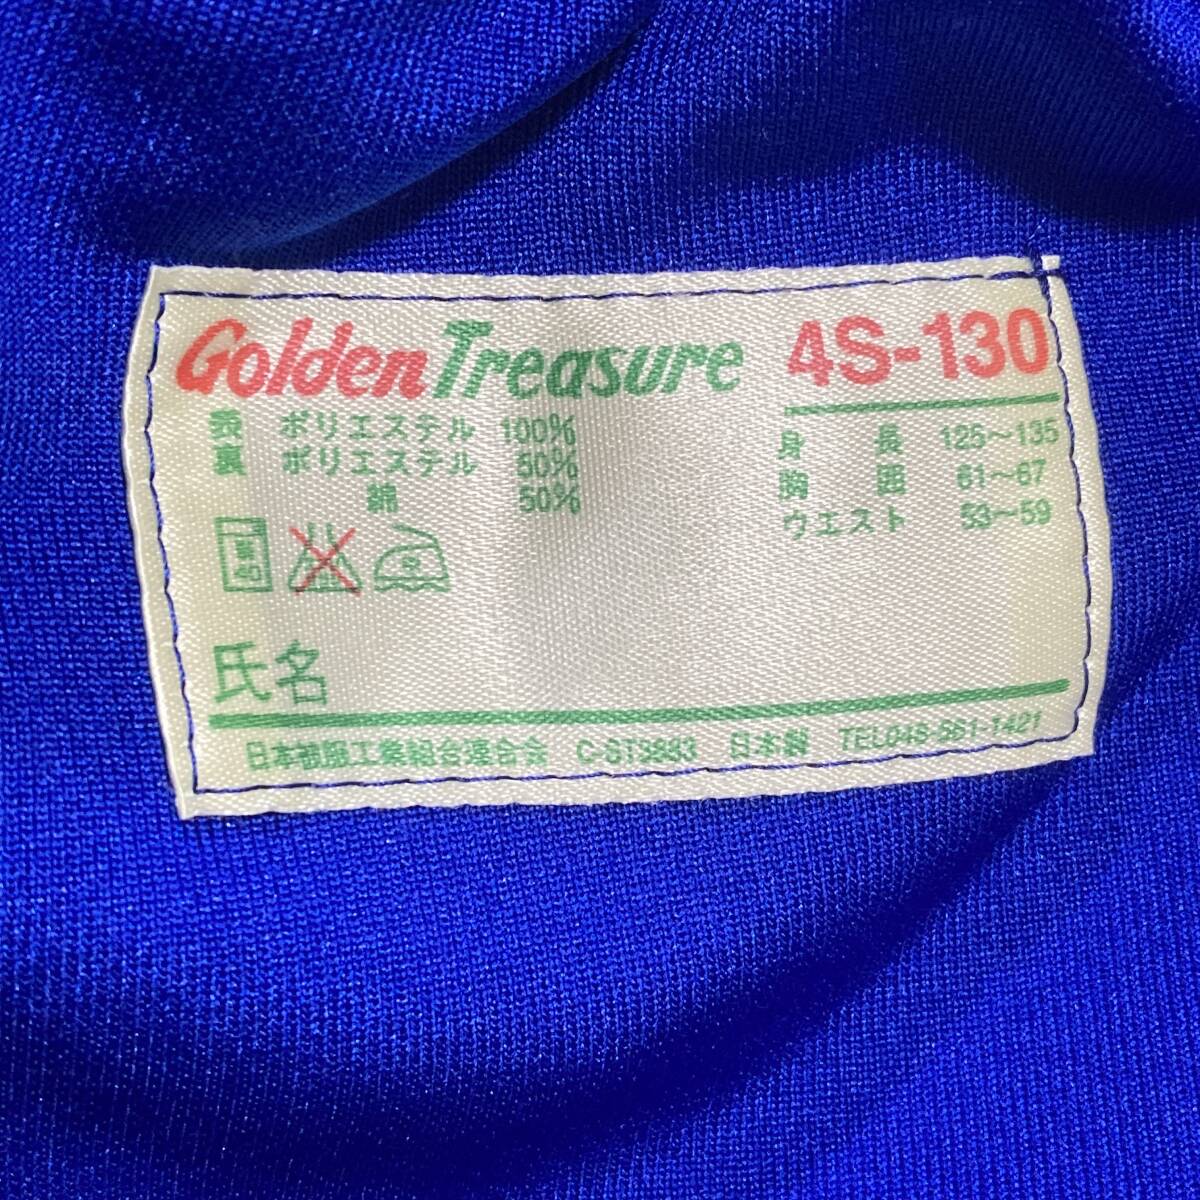 Golden Treasure 4S-130
表 ポリエステル 100%
裏 ポリエステル 50%
綿 50%
身長 125〜135
胸囲 61〜67
ウエスト 53〜59
氏名
日本被服工業組合連合会 C-ST3883 日本製 TEL048-861-1421